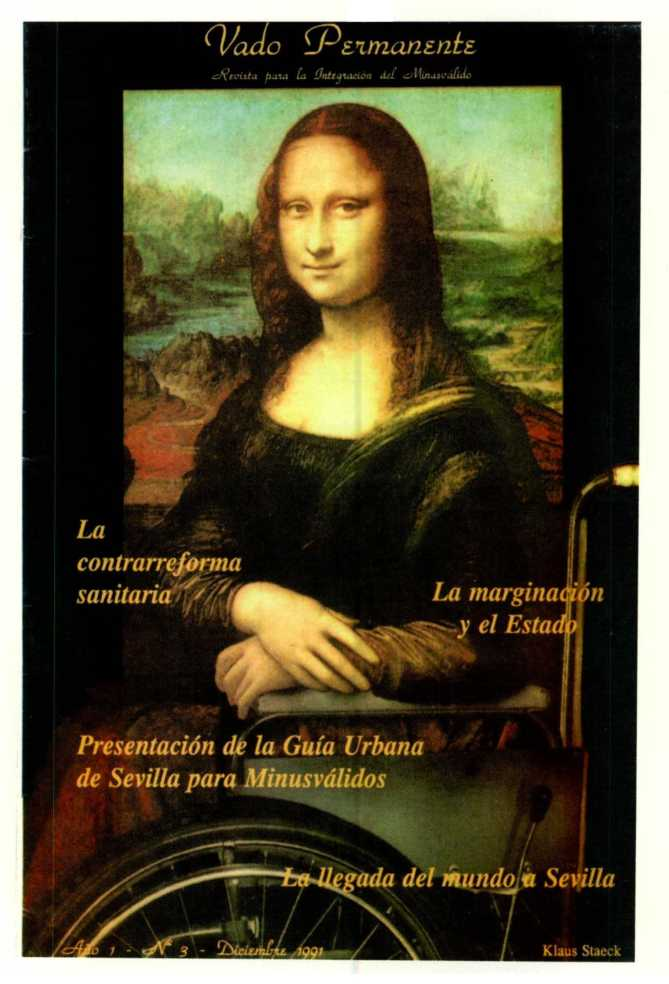 Vado Permanente
Revista para la Integración del Minusválido
La
contrarreforma
sanitaria
La marginación
y el Estado
Presentación de la Guía Urbana
de Sevilla para Minusválidos
La llegada del mundo a Sevilla
Año 1 - Nº 3 - Diciembre 1991
Klaus Staeck